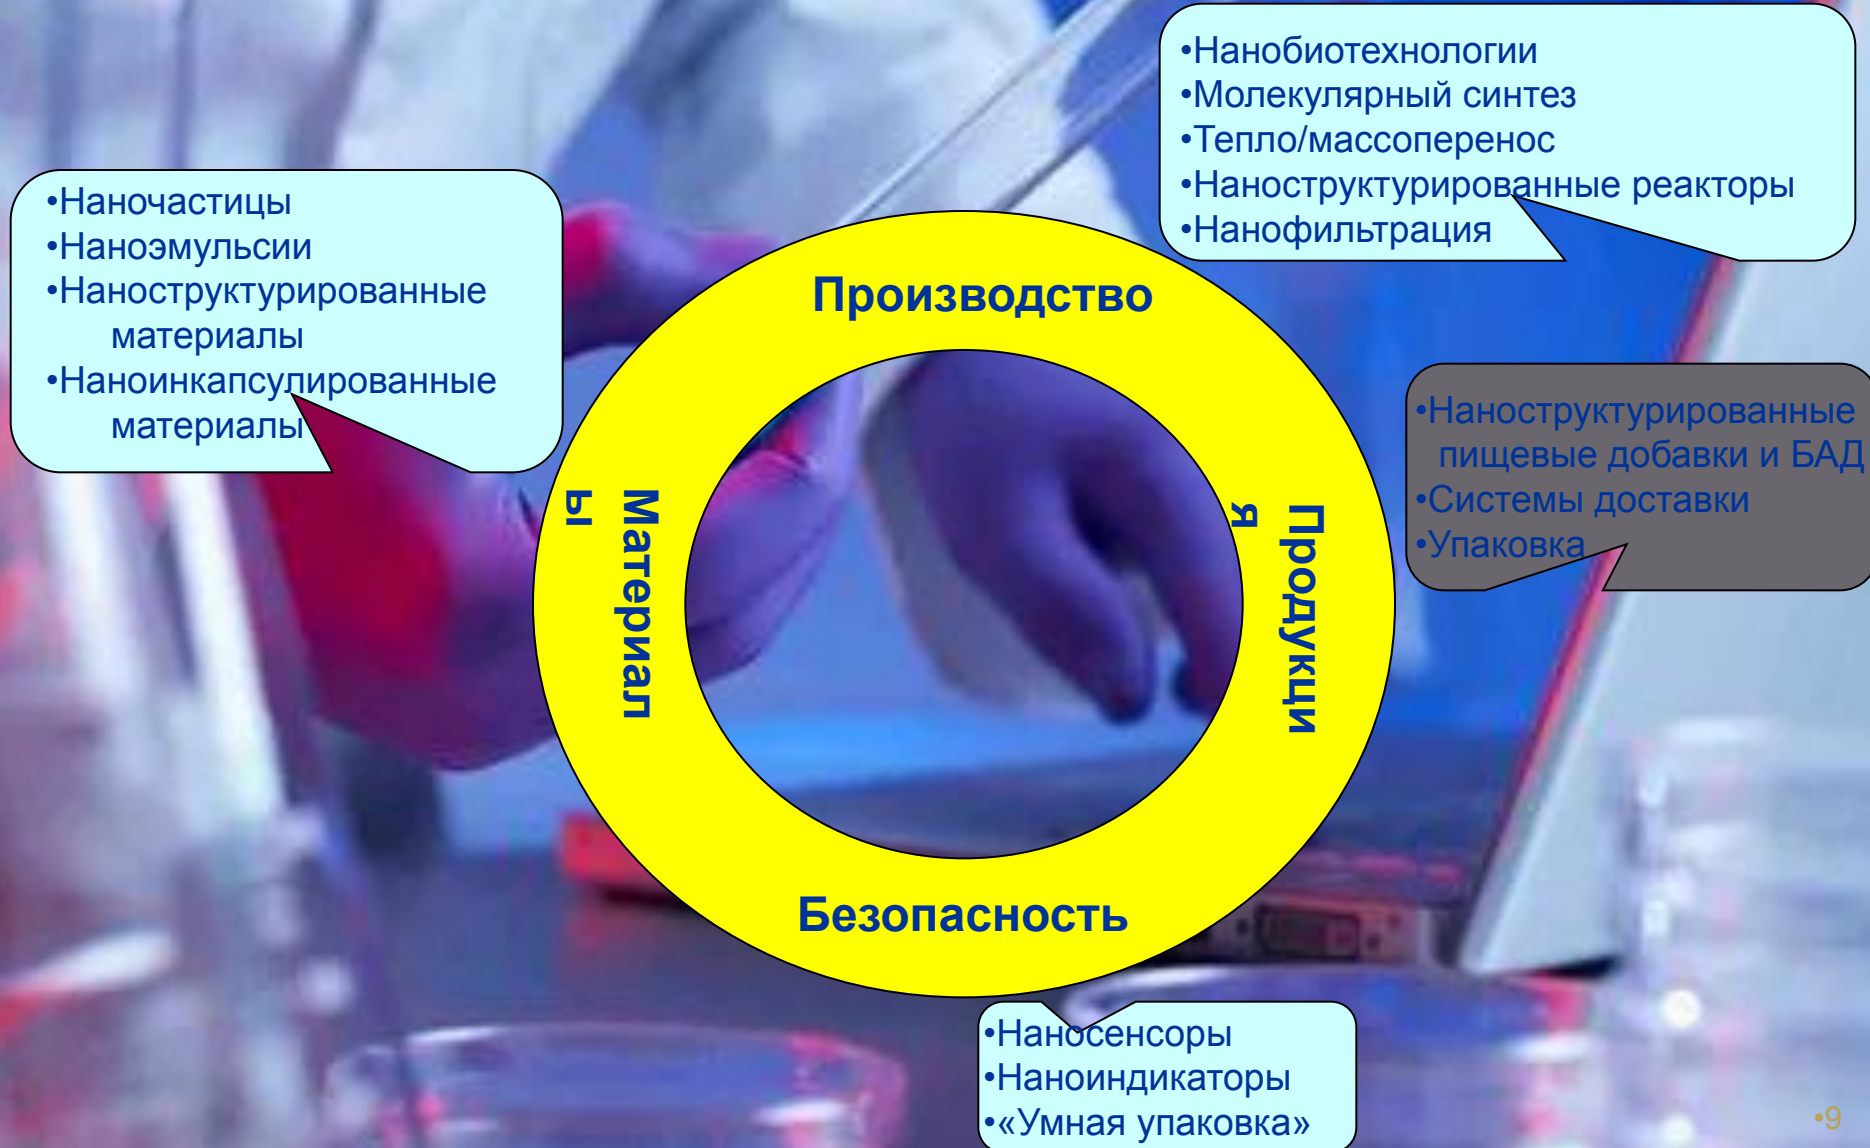 •Нанобиотехнологии
•Молекулярный синтез
•Тепло/массоперенос
•Наноструктурированные реакторы
•Нанофильтрация
•Наночастицы
•Наноэмульсии
•Наноструктурированные
материалы
•Наноинкапсулированные
материалы
Производство
•Наноструктурированные
пищевые добавки и БАД
•Системы доставки
•Упаковка
Материал
ы
Продукци
я
Безопасность
•Наносенсоры
•Наноиндикаторы
•«Умная упаковка»
•9